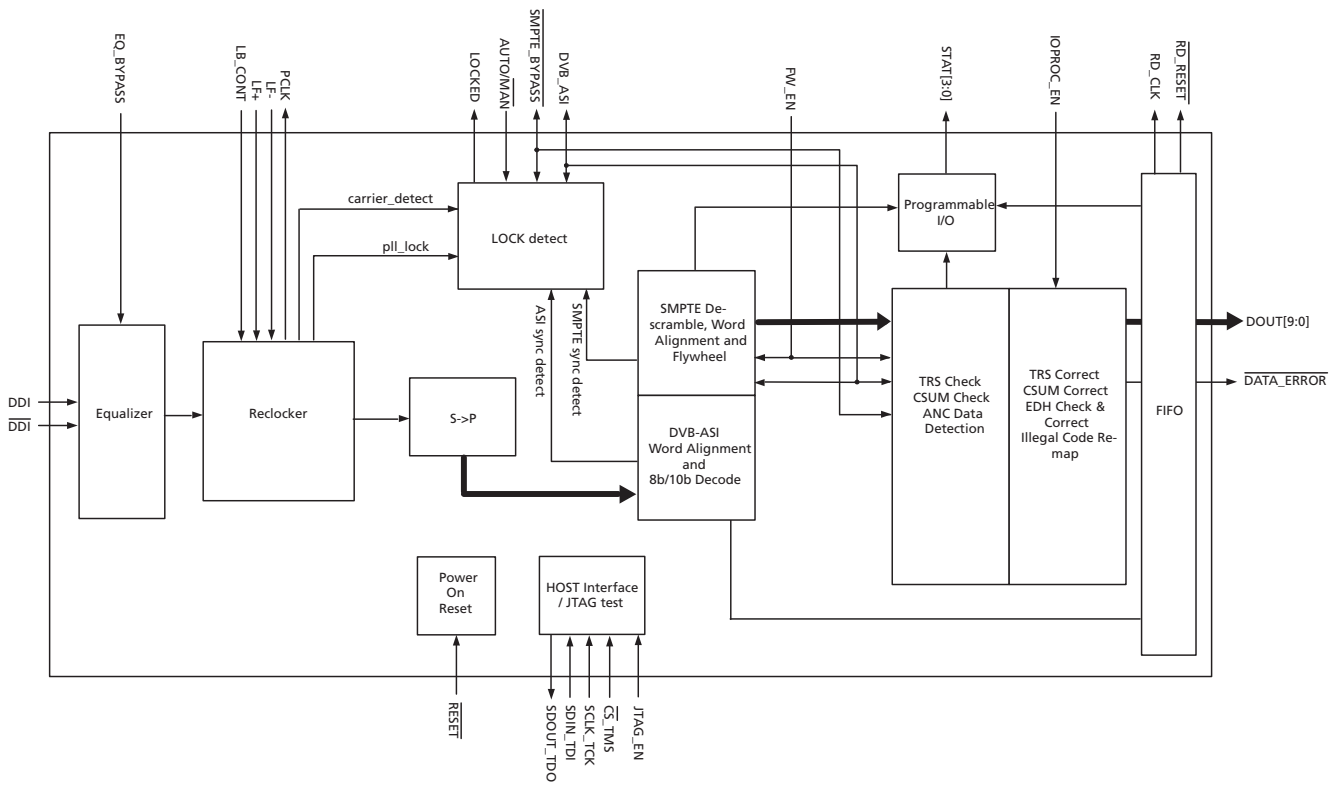 EQ_BYPASS
LB_CONT
LF+
LF-
PCLK
LOCKED
AUTO/MAN
SMPTE_BYPASS
DVB_ASI
FW_EN
STAT[3:0]
IOPROC_EN
RD_CLK
RD_RESET
carrier_detect
pll_lock
LOCK detect
Programmable
I/O
ASI sync detect
SMPTE sync detect
SMPTE De-
scramble, Word
Alignment and
Flywheel
DOUT[9:0]
DATA_ERROR
DDI
DDI
Equalizer
Reclocker
S->P
DVB-ASI
Word Alignment
and
8b/10b Decode
TRS Check
CSUM Check
ANC Data
Detection
TRS Correct
CSUM Correct
EDH Check &
Correct
Illegal Code Re-
map
FIFO
Power
On
Reset
HOST Interface
/ JTAG test
RESET
SDOUT_TDO
SDIN_TDI
SCLK_TCK
CS_TMS
JTAG_EN